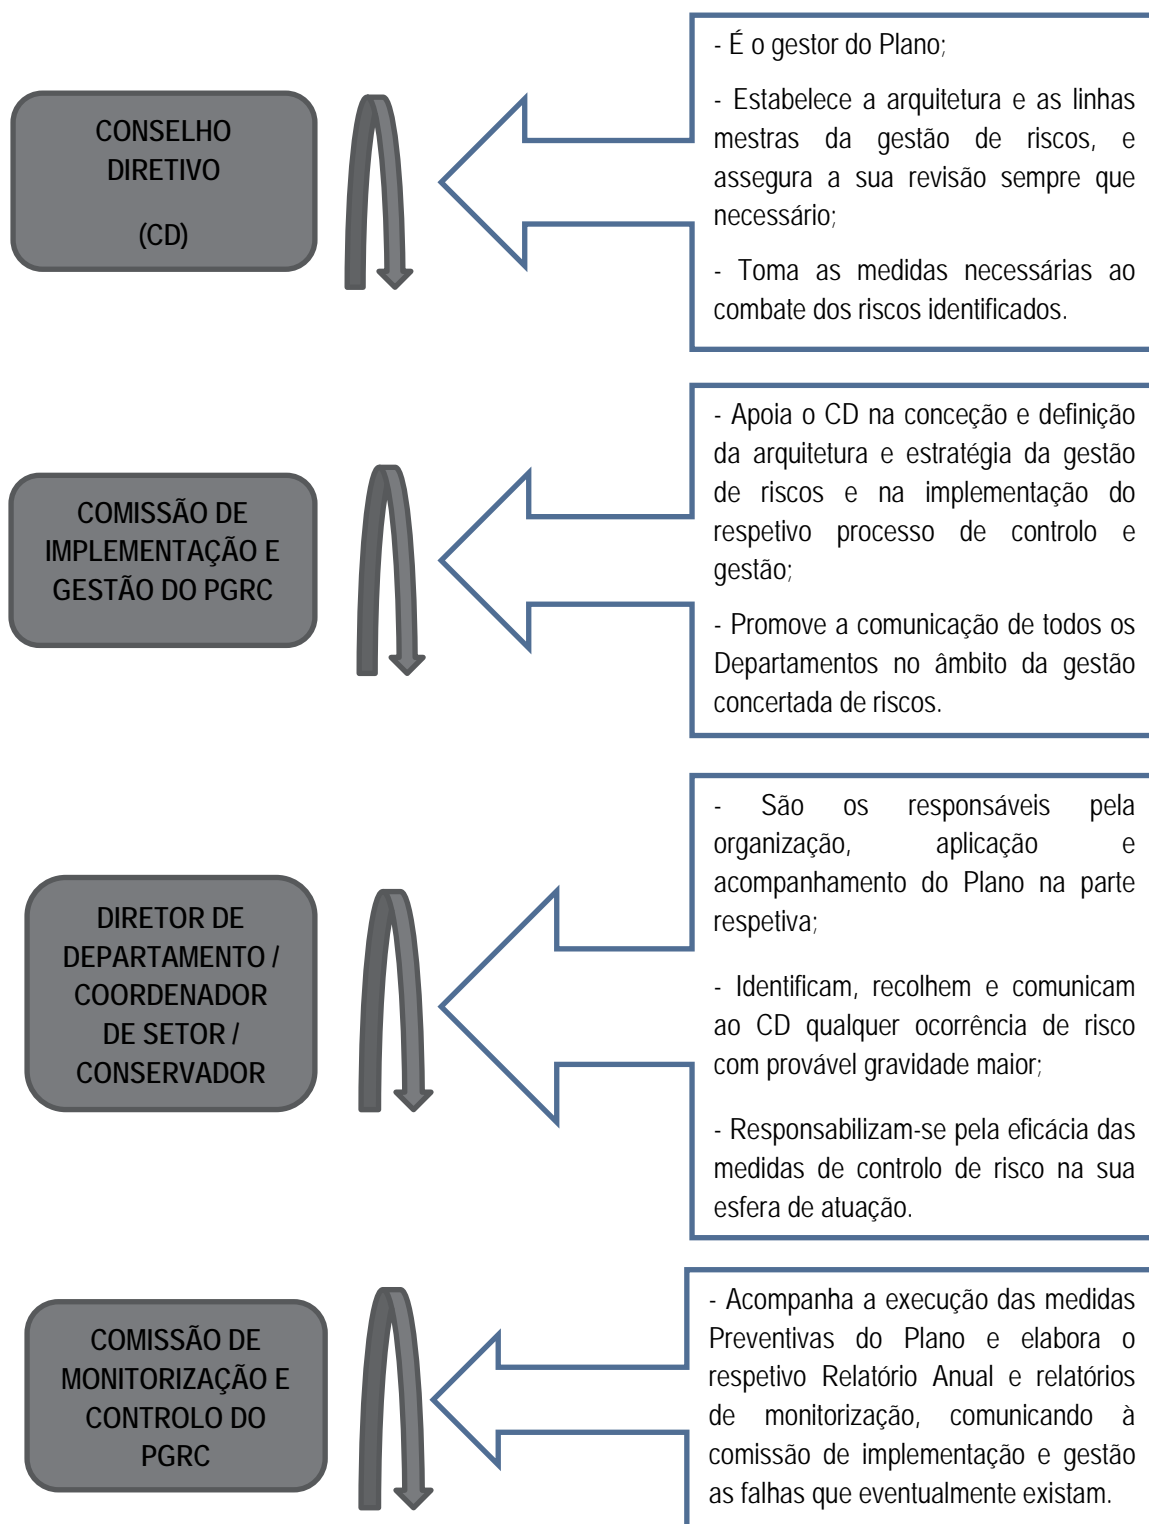 CONSELHO
DIRETIVO
(CD)
- É o gestor do Plano;
- Estabelece a arquitetura e as linhas
mestras da gestão de riscos, e
assegura a sua revisão sempre que
necessário;
- Toma as medidas necessárias ao
combate dos riscos identificados.
COMISSÃO DE
IMPLEMENTAÇÃO E
GESTÃO DO PGRC
- Apoia o CD na conceção e definição
da arquitetura e estratégia da gestão
de riscos e na implementação do
respetivo processo de controlo e
gestão;
- Promove a comunicação de todos os
Departamentos no âmbito da gestão
concertada de riscos.
DIRETOR DE
DEPARTAMENTO /
COORDENADOR
DE SETOR /
CONSERVADOR
- São os responsáveis pela
organização, aplicação e
acompanhamento do Plano na parte
respetiva;
- Identificam, recolhem e comunicam
ao CD qualquer ocorrência de risco
com provável gravidade maior;
- Responsabilizam-se pela eficácia das
medidas de controlo de risco na sua
esfera de atuação.
COMISSÃO DE
MONITORIZAÇÃO E
CONTROLO DO
PGRC
- Acompanha a execução das medidas
Preventivas do Plano e elabora o
respetivo Relatório Anual e relatórios
de monitorização, comunicando à
comissão de implementação e gestão
as falhas que eventualmente existam.